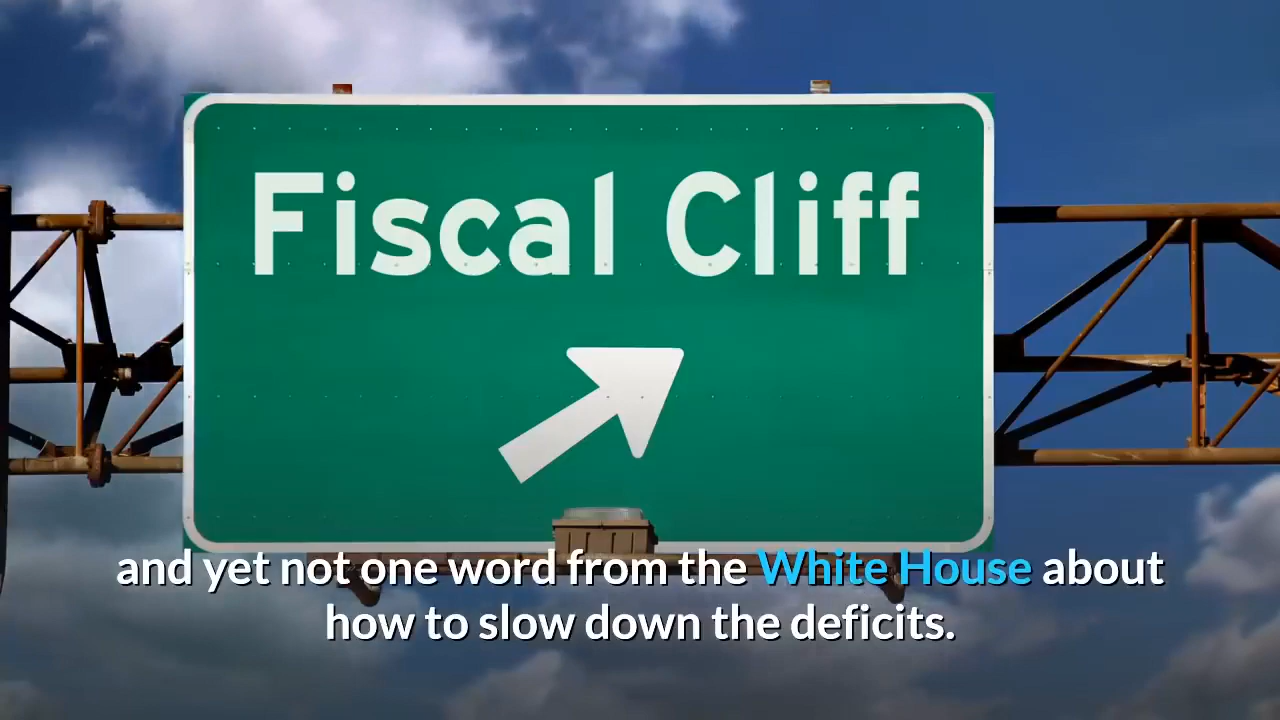 Fiscal Cliff
and yet not one word from the White House about
how to slow down the deficits.